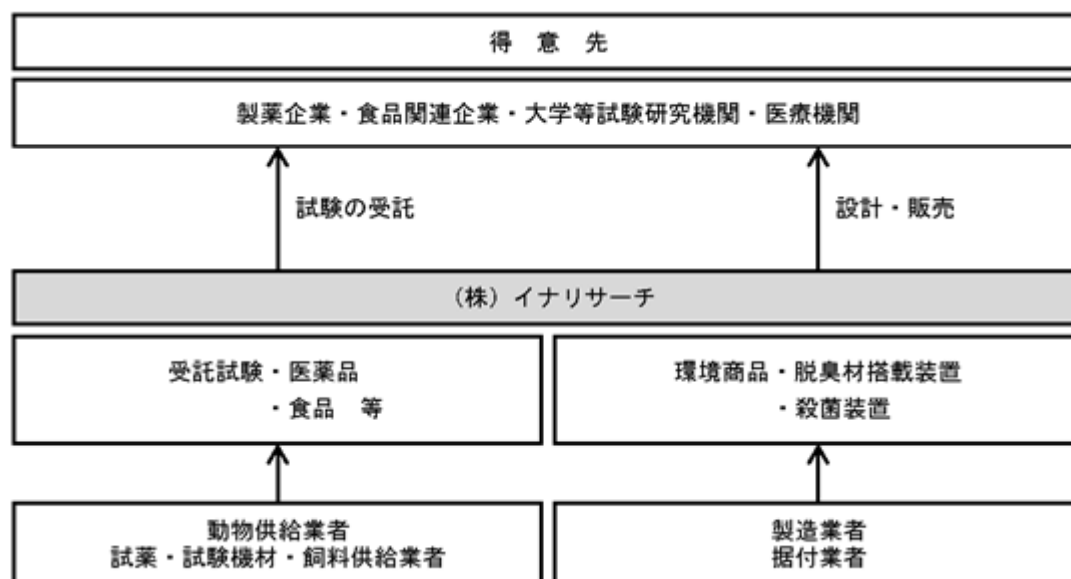 得 意 先
製薬企業・食品関連企業・大学等試験研究機関・医療機関
試験の受託
設計・販売
(株)イナリサーチ
受託試験・医薬品
・食品 等
環境商品・脱臭材搭載装置
・殺菌装置
動物供給業者
試薬・試験機材・飼料供給業者
製造業者
据付業者